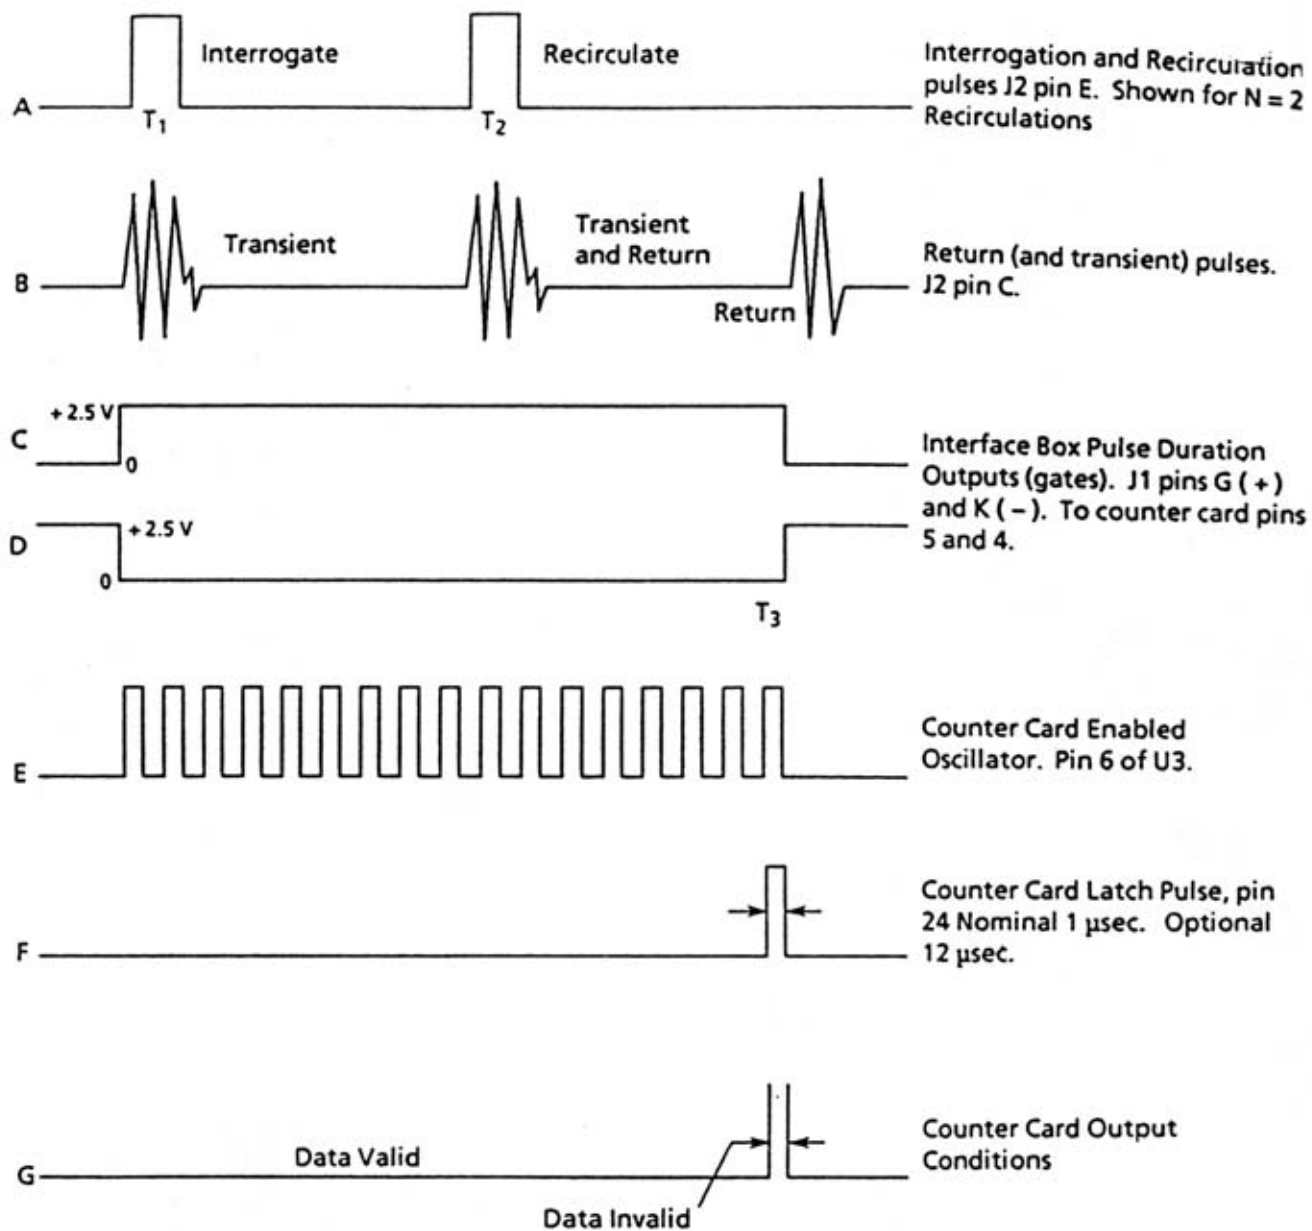 A
Interrogate
Recirculate
T1
T2
Interrogation and Recirculation
pulses J2 pin E. Shown for N = 2
Recirculations
B
Transient
Transient
and Return
Return
Return (and transient) pulses.
J2 pin C.
C
+ 2.5 V
0
D
+ 2.5 V
0
T3
Interface Box Pulse Duration
Outputs (gates). J1 pins G ( + )
and K ( – ). To counter card pins
5 and 4.
E
Counter Card Enabled
Oscillator. Pin 6 of U3.
F
Counter Card Latch Pulse, pin
24 Nominal 1 µsec. Optional
12 µsec.
G
Data Valid
Data Invalid
Counter Card Output
Conditions